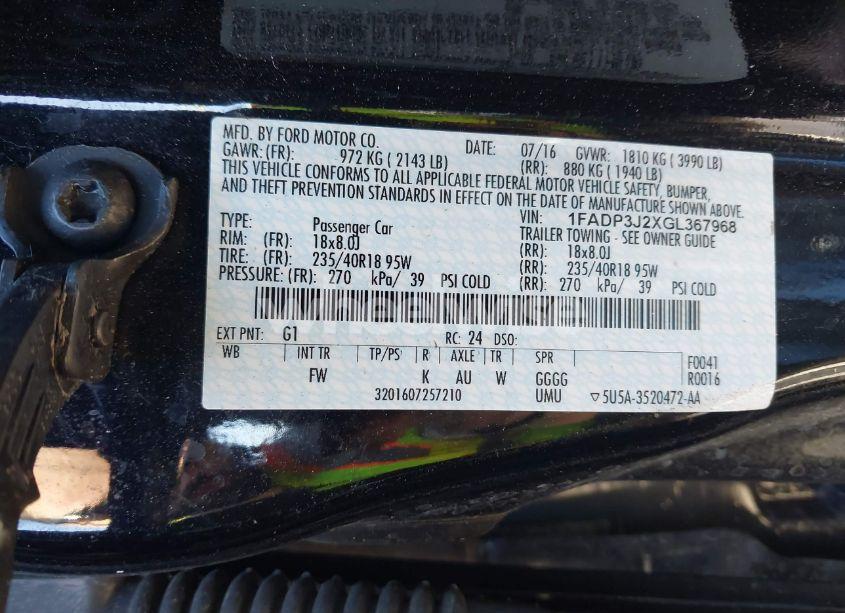 MFD. BY FORD MOTOR CO. DATE: 07/16 GVWR: 1810 KG ( 3990 LB)
GAWR:(FR): 972 KG ( 2143 LB) (RR): 880 KG ( 1940 LB)
THIS VEHICLE CONFORMS TO ALL APPLICABLE FEDERAL MOTOR VEHICLE SAFETY, BUMPER,
AND THEFT PREVENTION STANDARDS IN EFFECT ON THE DATE OF MANUFACTURE SHOWN ABOVE.
VIN: 1FADP3J2XGL367968
TYPE: Passenger Car TRAILER TOWING - SEE OWNER GUIDE
RIM: (FR): 18x8.0J (RR): 18x8.0J
TIRE: (FR): 235/40R18 95W (RR): 235/40R18 95W
PRESSURE: (FR): 270 kPa/ 39 PSI COLD (RR): 270 kPa/ 39 PSI COLD
EXT PNT: G1 RC: 24 DSO:
WB INT TR TP/PS R AXLE TR SPR F0041
FW K AU W GGGG R0016
3201607257210 UMU ▽5U5A-3520472-AA